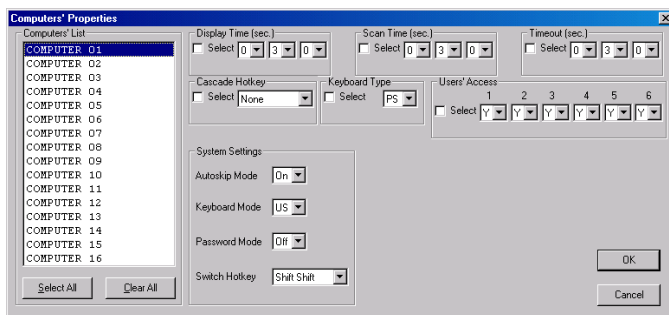 Computers' Properties
Computers' List
COMPUTER 01
COMPUTER 02
COMPUTER 03
COMPUTER 04
COMPUTER 05
COMPUTER 06
COMPUTER 07
COMPUTER 08
COMPUTER 09
COMPUTER 10
COMPUTER 11
COMPUTER 12
COMPUTER 13
COMPUTER 14
COMPUTER 15
COMPUTER 16
Select All Clear All
Display Time (sec.) Scan Time (sec.) Timeout (sec.)
Select 0 3 0 Select 0 3 0 Select 0 3 0
Cascade Hotkey Keyboard Type Users' Access
Select None Select PS
1 2 3 4 5 6
Select Y Y Y Y Y Y
System Settings
Autoskip Mode On
Keyboard Mode US
Password Mode Off
Switch Hotkey Shift Shift
OK
Cancel